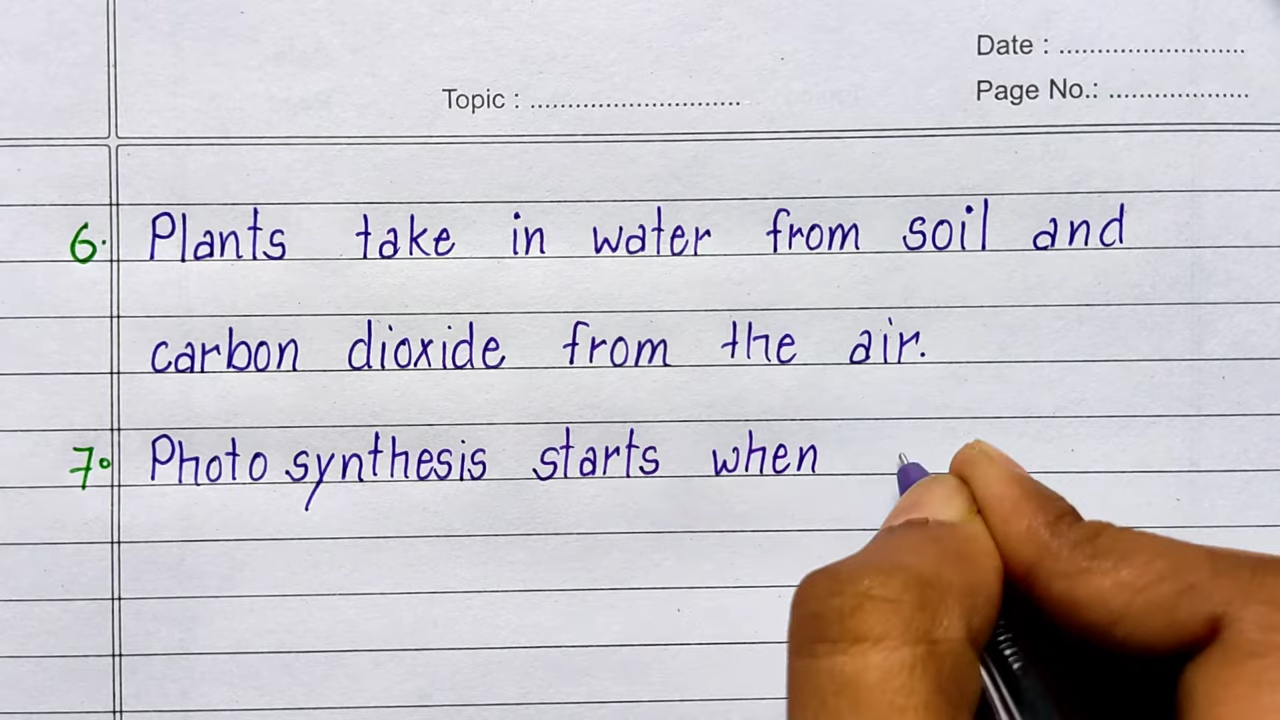 Date : ........................
Topic : ............................
Page No.: ...................
6. Plants take in water from soil and
carbon dioxide from the air.
7. Photosynthesis starts when